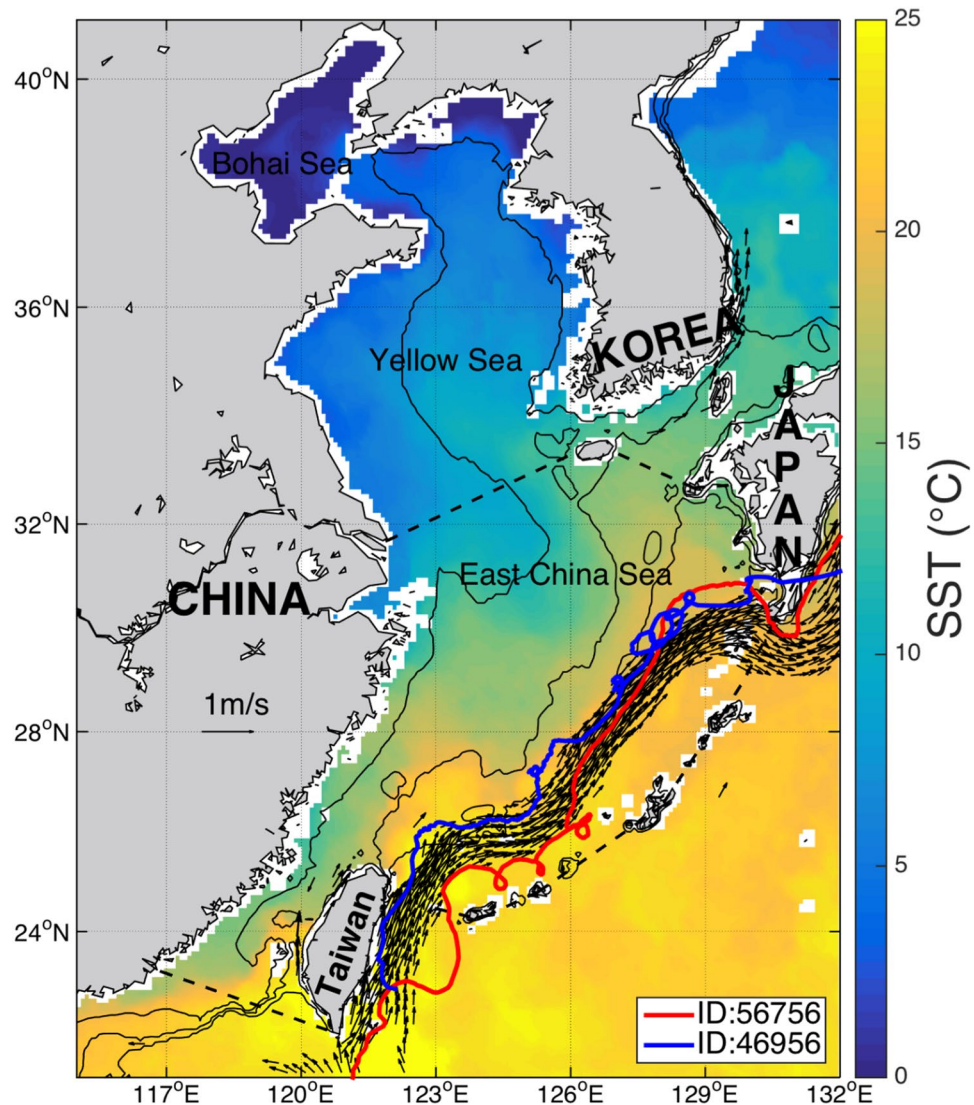 40°N
36°N
32°N
28°N
24°N
117°E
120°E
123°E
126°E
129°E
132°E
Bohai Sea
Yellow Sea
KOREA
JAPAN
East China Sea
CHINA
1m/s
Taiwan
ID:56756
ID:46956
25
20
15
10
5
0
SST (°C)